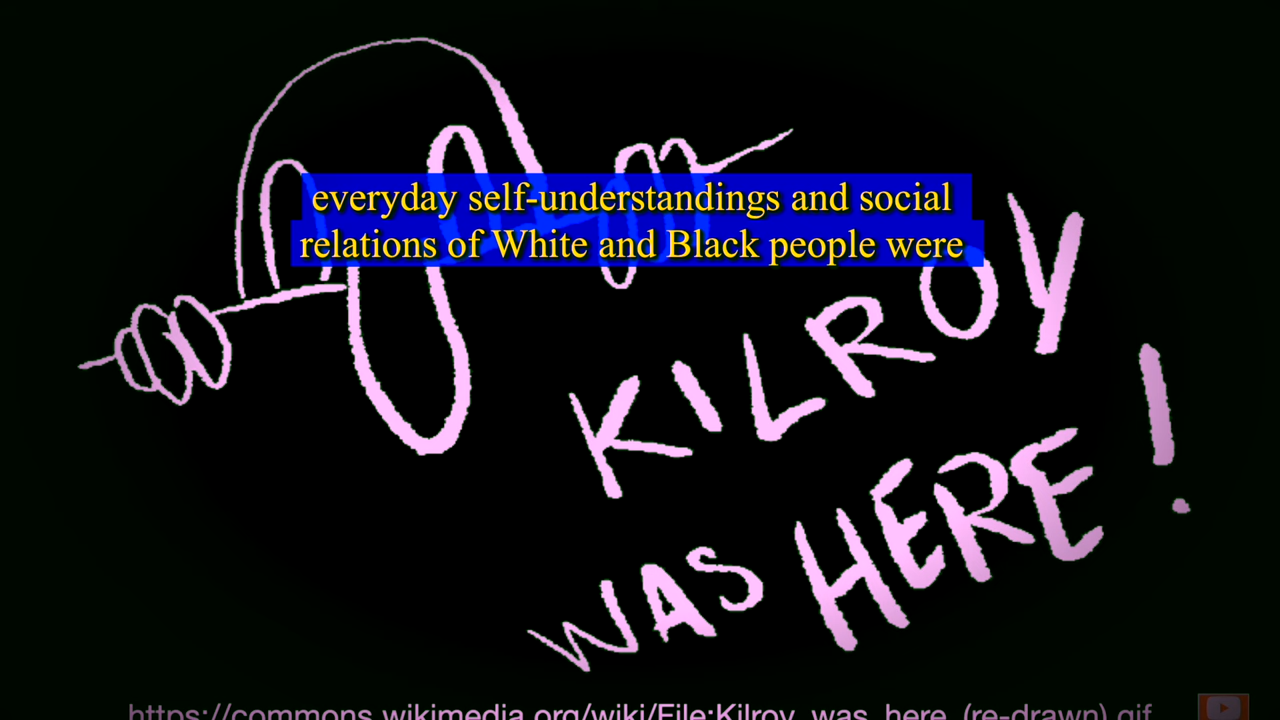 everyday self-understandings and social
relations of White and Black people were
KILROY
WAS HERE!
https://commons.wikimedia.org/wiki/File:Kilroy_was_here_(re-drawn).gif